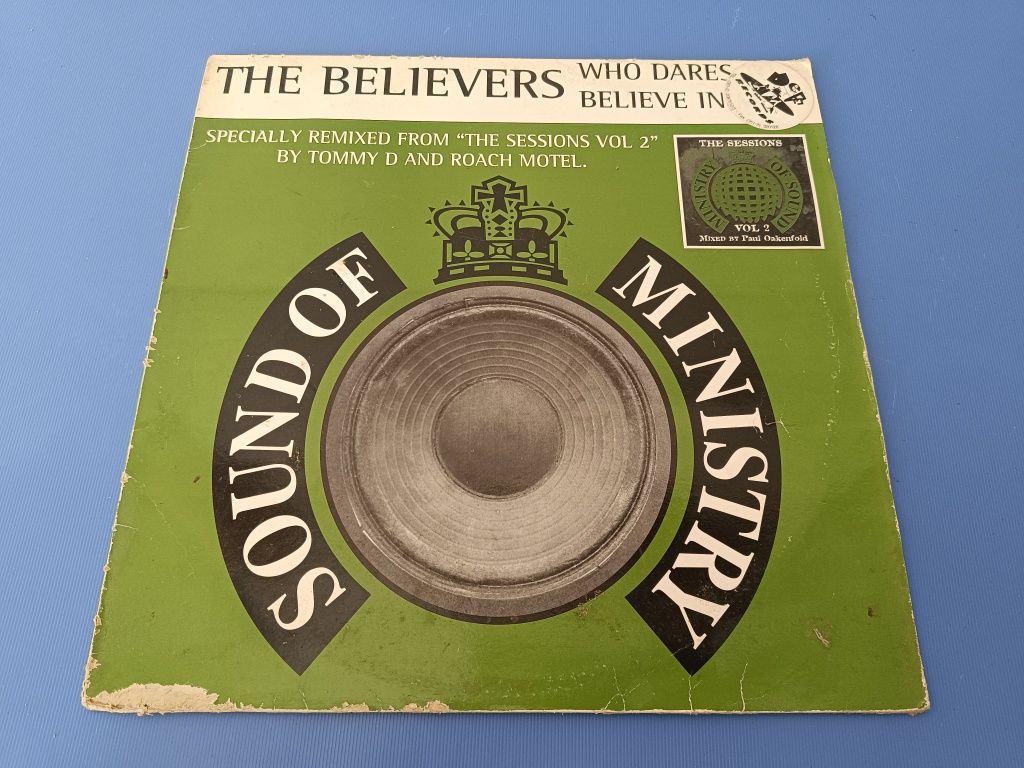 THE BELIEVERS
WHO DARES
BELIEVE IN
SPECIALLY REMIXED FROM "THE SESSIONS VOL 2"
BY TOMMY D AND ROACH MOTEL.
THE SESSIONS
MINISTRY OF SOUND
VOL 2
MIXED BY Paul Oakenfold
SOUND OF
MINISTRY